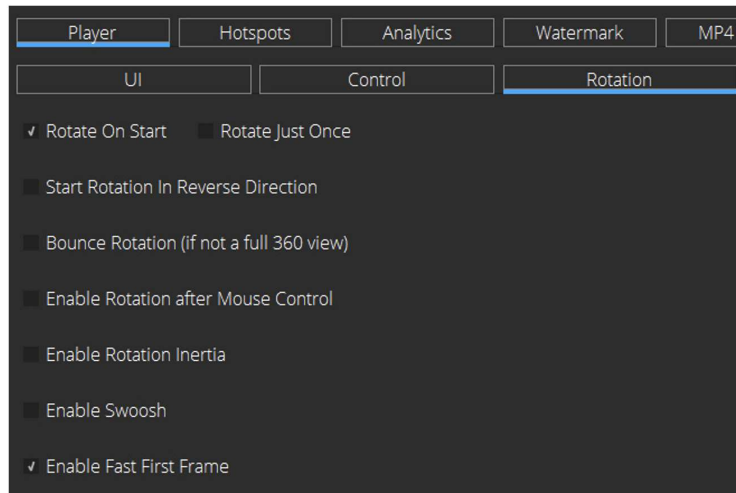 Player Hotspots Analytics Watermark MP4
UI Control Rotation
Rotate On Start Rotate Just Once
Start Rotation In Reverse Direction
Bounce Rotation (if not a full 360 view)
Enable Rotation after Mouse Control
Enable Rotation Inertia
Enable Swoosh
Enable Fast First Frame